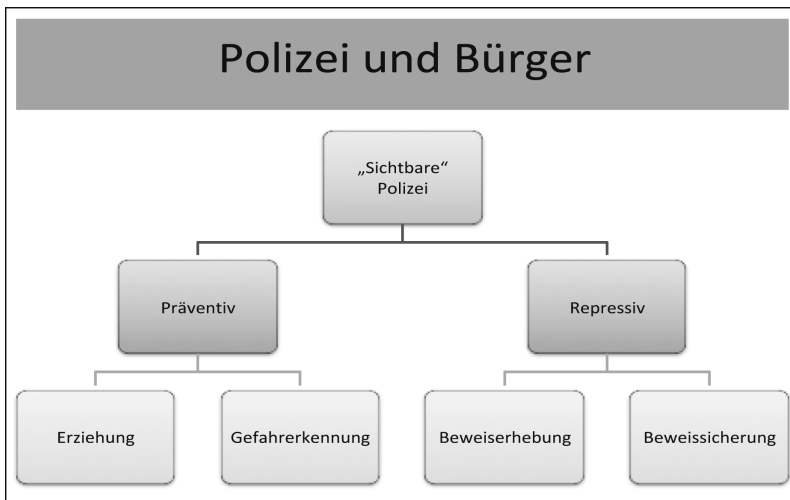 Polizei und Bürger
„Sichtbare“
Polizei
Präventiv
Repressiv
Erziehung
Gefahrerkennung
Beweiserhebung
Beweissicherung